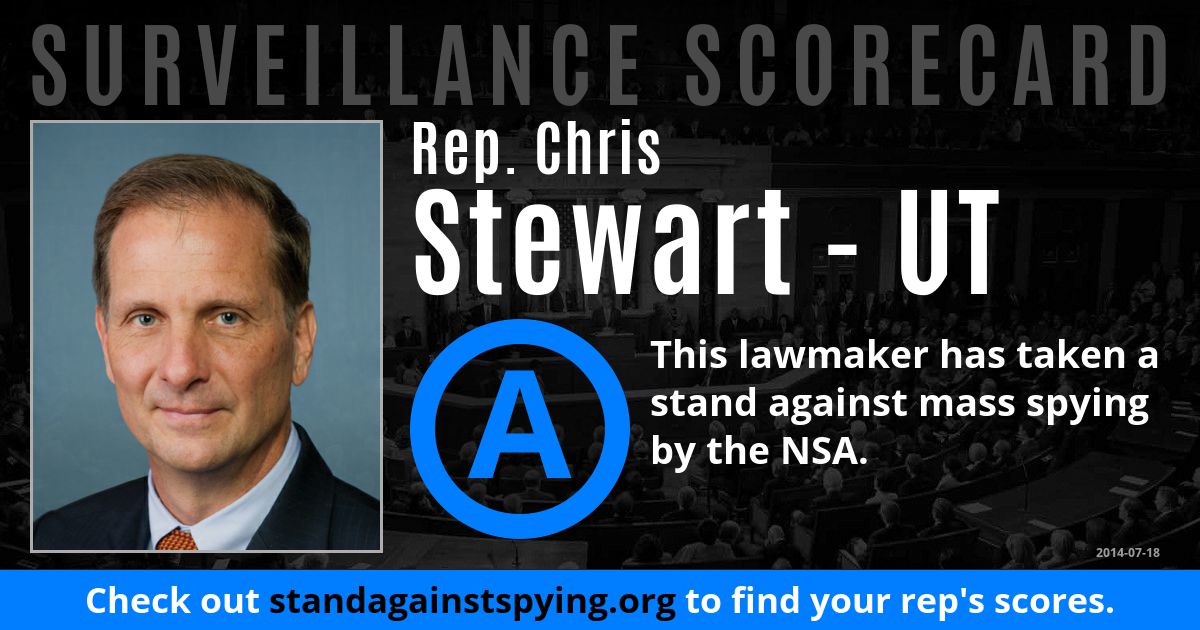 SURVEILLANCE SCORECARD
Rep. Chris
Stewart - UT
A
This lawmaker has taken a
stand against mass spying
by the NSA.
2014-07-18
Check out standagainstspying.org to find your rep's scores.